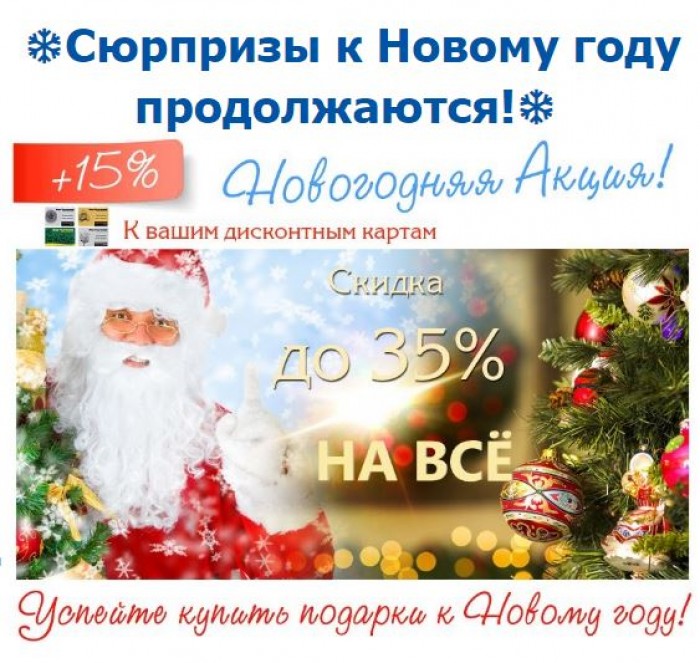 ❄Сюрпризы к Новому году
продолжаются!❄
+15%
Новогодняя Акция!
К вашим дисконтным картам
Скидка
до 35%
НА ВСЁ
Успейте купить подарки к Новому году!